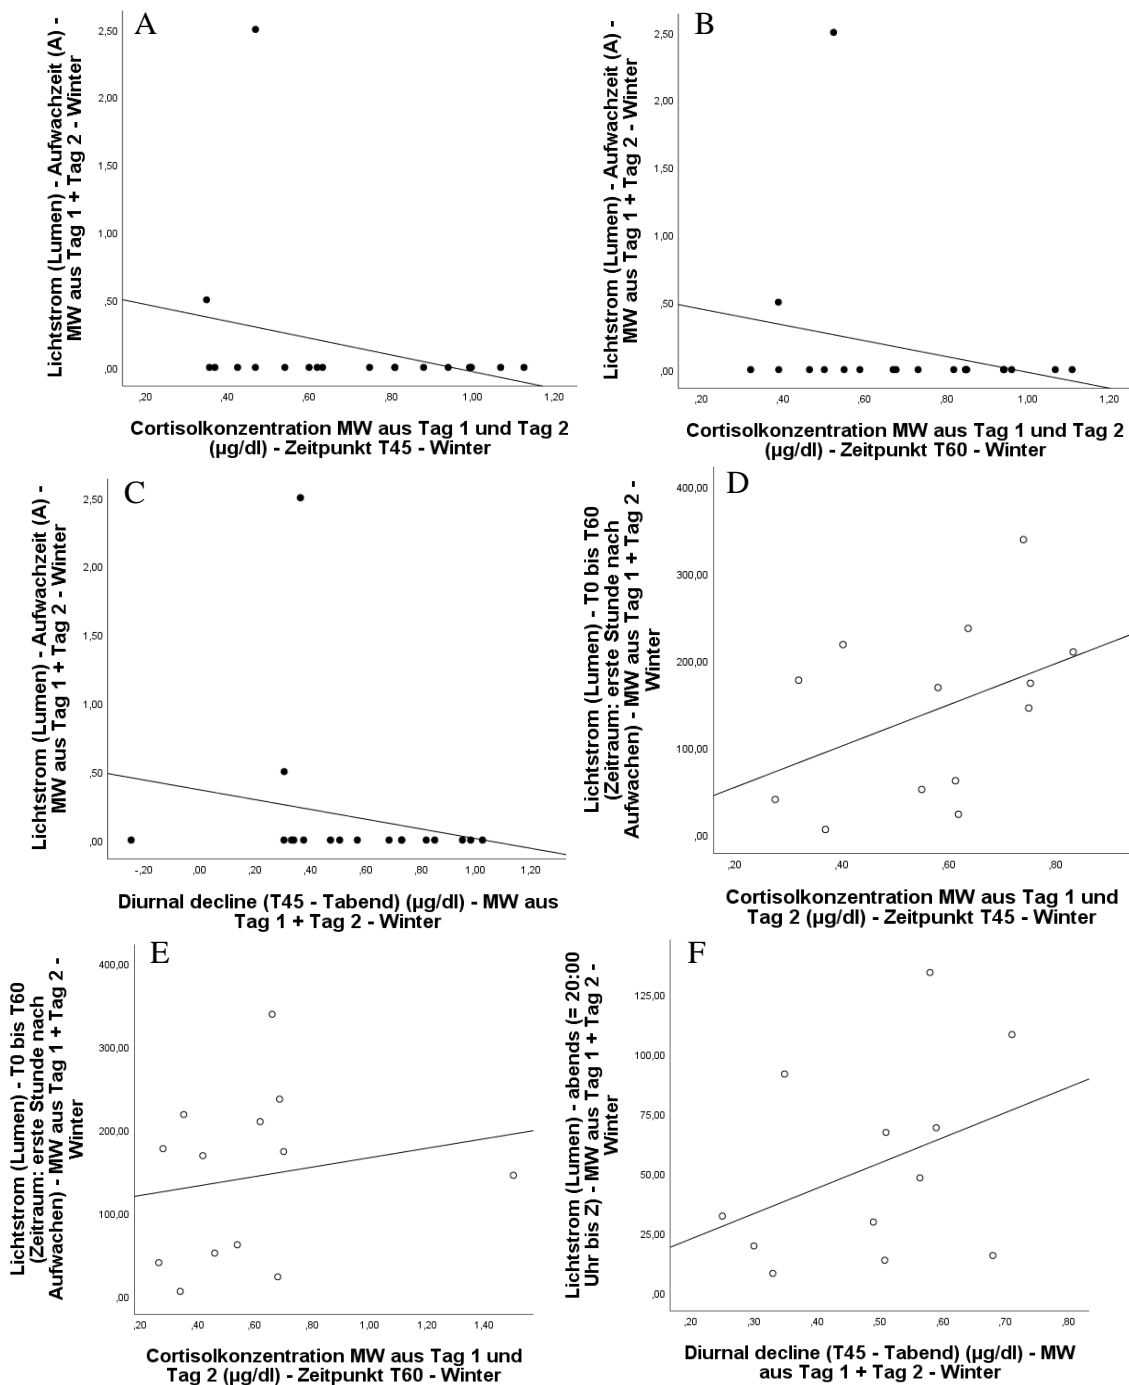 A
Lichtstrom (Lumen) - Aufwachzeit (A) -
MW aus Tag 1 + Tag 2 - Winter
2,50
2,00
1,50
1,00
,50
,00
,20
,40
,60
,80
1,00
1,20
Cortisolkonzentration MW aus Tag 1 und Tag 2
(µg/dl) - Zeitpunkt T45 - Winter
B
Lichtstrom (Lumen) - Aufwachzeit (A) -
MW aus Tag 1 + Tag 2 - Winter
2,50
2,00
1,50
1,00
,50
,00
,20
,40
,60
,80
1,00
1,20
Cortisolkonzentration MW aus Tag 1 und Tag 2
(µg/dl) - Zeitpunkt T60 - Winter
C
Lichtstrom (Lumen) - Aufwachzeit (A) -
MW aus Tag 1 + Tag 2 - Winter
2,50
2,00
1,50
1,00
,50
,00
-,20
,00
,20
,40
,60
,80
1,00
1,20
Diurnal decline (T45 - Tabend) (µg/dl) - MW aus
Tag 1 + Tag 2 - Winter
D
Lichtstrom (Lumen) - T0 bis T60
(Zeitraum: erste Stunde nach
Aufwachen) - MW aus Tag 1 + Tag 2 -
Winter
400,00
300,00
200,00
100,00
,00
,20
,40
,60
,80
Cortisolkonzentration MW aus Tag 1 und
Tag 2 (µg/dl) - Zeitpunkt T45 - Winter
E
Lichtstrom (Lumen) - T0 bis T60
(Zeitraum: erste Stunde nach
Aufwachen) - MW aus Tag 1 + Tag 2 -
Winter
400,00
300,00
200,00
100,00
,00
,20
,40
,60
,80
1,00
1,20
1,40
Cortisolkonzentration MW aus Tag 1 und
Tag 2 (µg/dl) - Zeitpunkt T60 - Winter
F
Lichtstrom (Lumen) - abends (= 20:00
Uhr bis Z) - MW aus Tag 1 + Tag 2 -
Winter
125,00
100,00
75,00
50,00
25,00
,00
,20
,30
,40
,50
,60
,70
,80
Diurnal decline (T45 - Tabend) (µg/dl) - MW
aus Tag 1 + Tag 2 - Winter